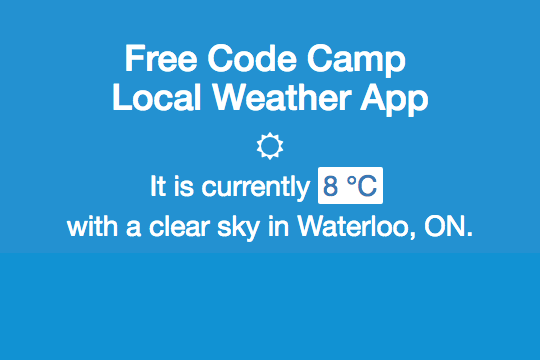 Free Code Camp
Local Weather App
It is currently 8 °C
with a clear sky in Waterloo, ON.